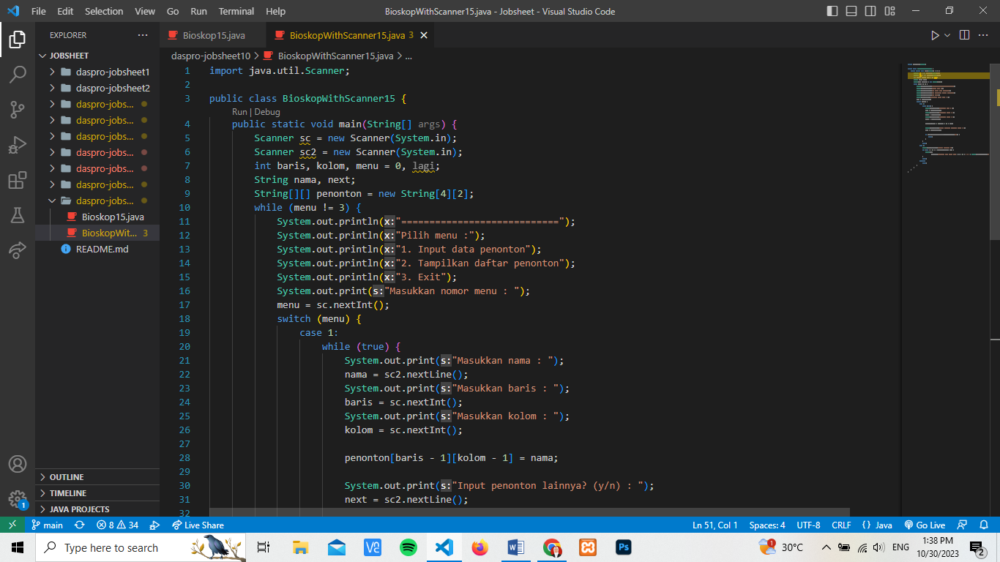 File Edit Selection View Go Run Terminal Help
BioskopWithScanner15.java - Jobsheet - Visual Studio Code
EXPLORER
JOBSHEET
daspro-jobsheet1
daspro-jobsheet2
daspro-jobs...
daspro-jobs...
daspro-jobs...
daspro-jobs...
daspro-jobs...
daspro-jobs...
daspro-jobs...
Bioskop15.java
BioskopWit... 3
README.md
OUTLINE
TIMELINE
JAVA PROJECTS
Bioskop15.java
BioskopWithScanner15.java 3
daspro-jobsheet10 > BioskopWithScanner15.java > ...
1 import java.util.Scanner;
2
3 public class BioskopWithScanner15 {
Run | Debug
4 public static void main(String[] args) {
5 Scanner sc = new Scanner(System.in);
6 Scanner sc2 = new Scanner(System.in);
7 int baris, kolom, menu = 0, lagi;
8 String nama, next;
9 String[][] penonton = new String[4][2];
10 while (menu != 3) {
11 System.out.println(x:"============================");
12 System.out.println(x:"Pilih menu :");
13 System.out.println(x:"1. Input data penonton");
14 System.out.println(x:"2. Tampilkan daftar penonton");
15 System.out.println(x:"3. Exit");
16 System.out.print(s:"Masukkan nomor menu : ");
17 menu = sc.nextInt();
18 switch (menu) {
19 case 1:
20 while (true) {
21 System.out.print(s:"Masukkan nama : ");
22 nama = sc2.nextLine();
23 System.out.print(s:"Masukkan baris : ");
24 baris = sc.nextInt();
25 System.out.print(s:"Masukkan kolom : ");
26 kolom = sc.nextInt();
27
28 penonton[baris - 1][kolom - 1] = nama;
29
30 System.out.print(s:"Input penonton lainnya? (y/n) : ");
31 next = sc2.nextLine();
32
1
main 8 34 Live Share
Ln 51, Col 1 Spaces: 4 UTF-8 CRLF {} Java Go Live
Type here to search
1 30°C ENG
1:38 PM
10/30/2023
2